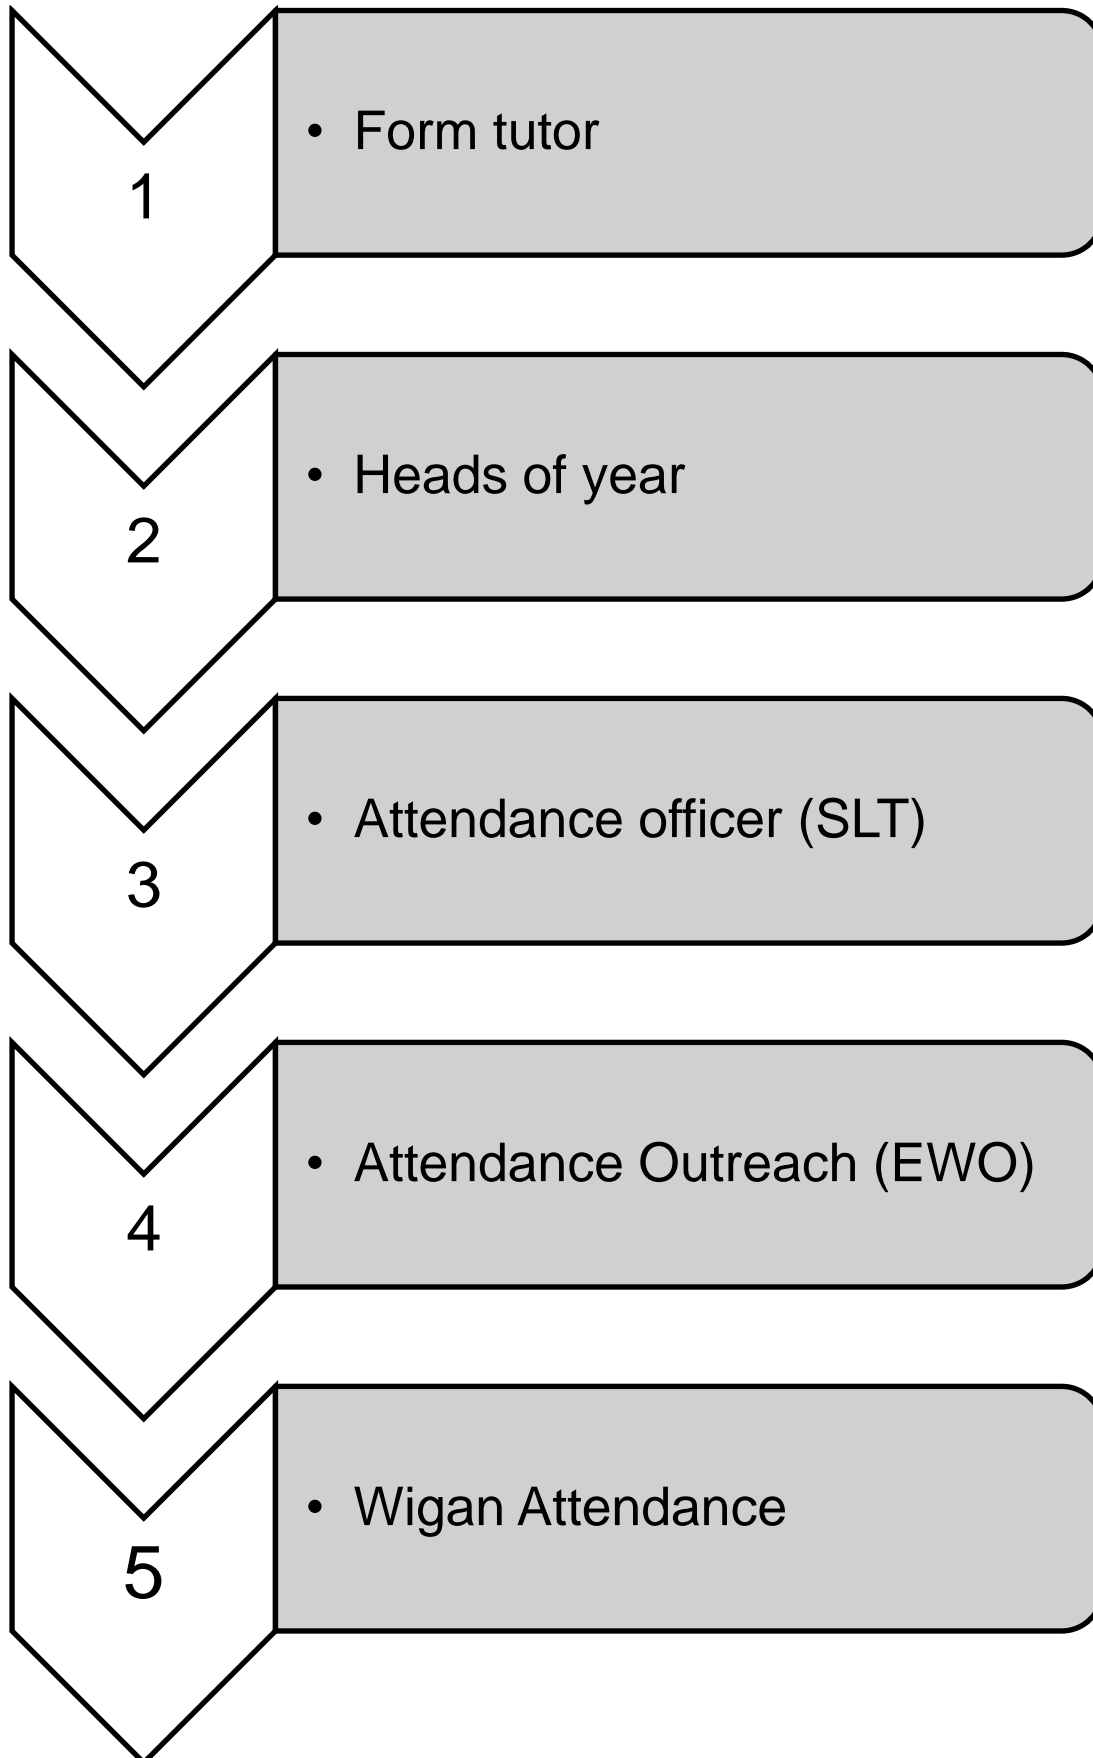 1
• Form tutor
2
• Heads of year
3
• Attendance officer (SLT)
4
• Attendance Outreach (EWO)
5
• Wigan Attendance